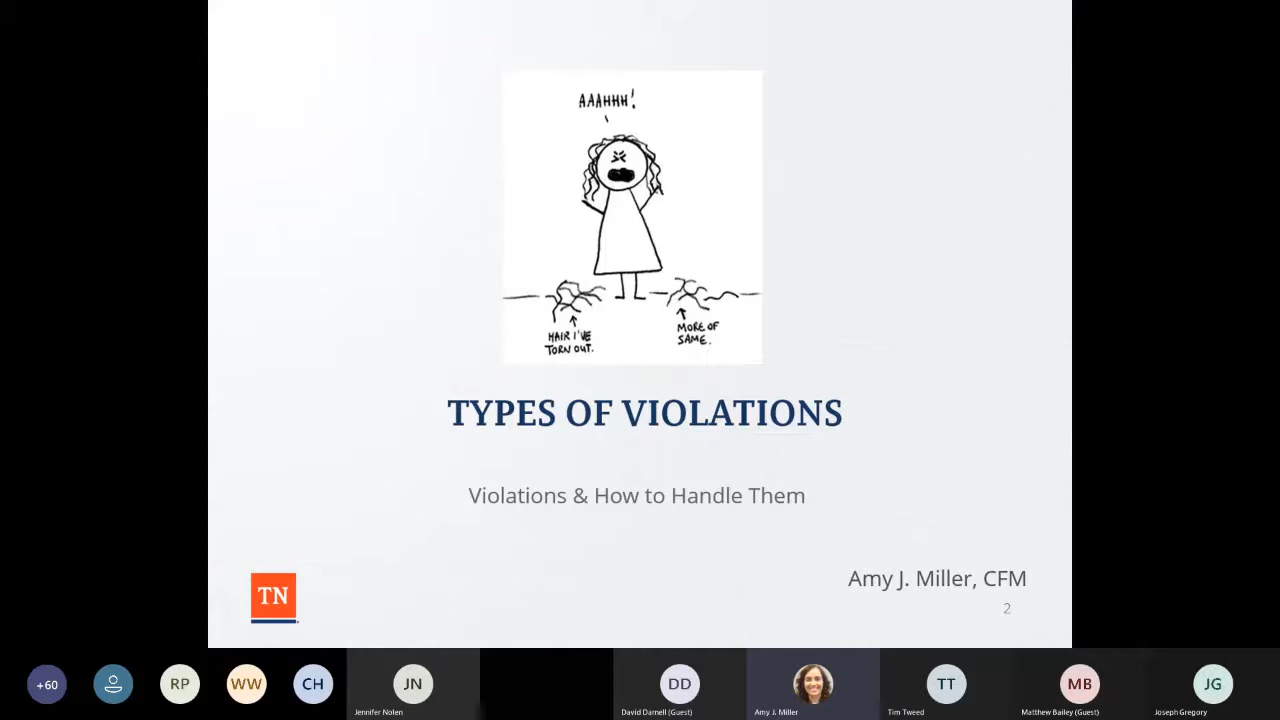 AAAHHH!
HAIR I'VE
TORN OUT.
MORE OF
SAME.
TYPES OF VIOLATIONS
Violations & How to Handle Them
Amy J. Miller, CFM
2
TN
+60
RP
WW
CH
JN
DD
TT
MB
JG
Jennifer Nolen
David Darnell (Guest)
Amy J. Miller
Tim Tweed
Matthew Bailey (Guest)
Joseph Gregory